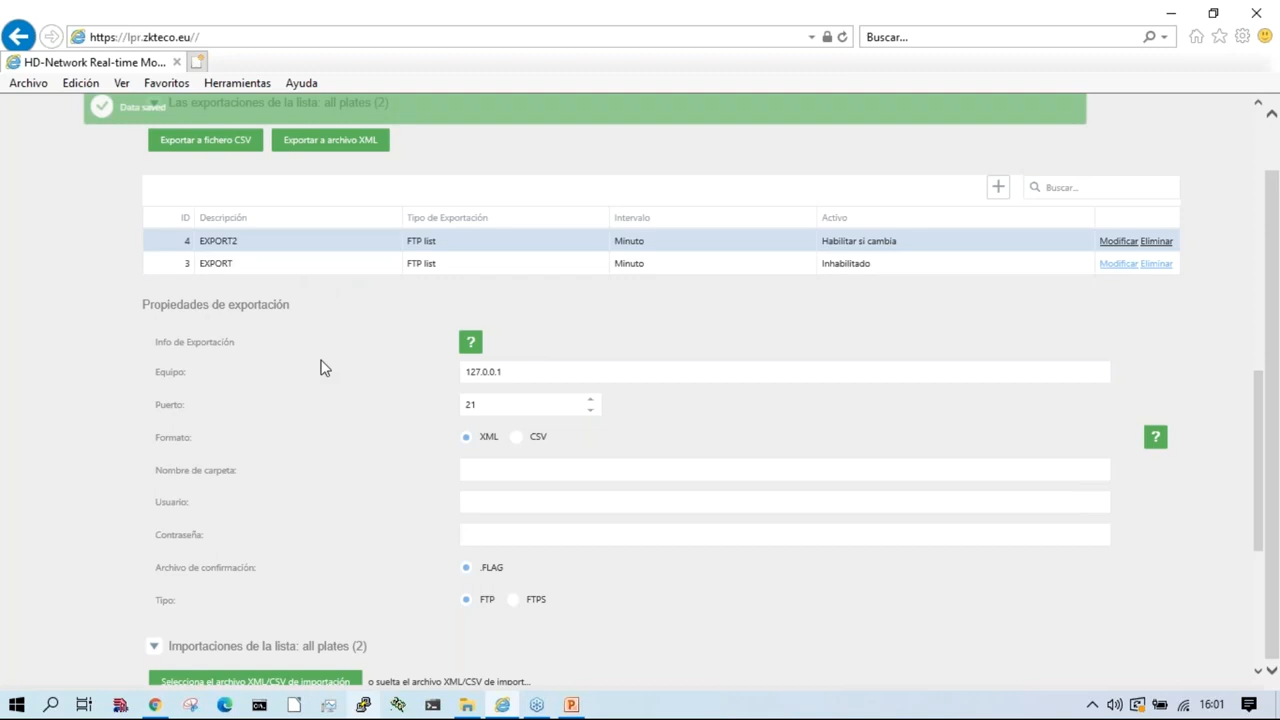 https://lpr.zkteco.eu//
Buscar...
HD-Network Real-time Mo...
Archivo Edición Ver Favoritos Herramientas Ayuda
Data saved
Las exportaciones de la lista: all plates (2)
Exportar a fichero CSV Exportar a archivo XML
Buscar...
ID Descripción Tipo de Exportación Intervalo Activo
4 EXPORT2 FTP list Minuto Habilitar si cambia Modificar Eliminar
3 EXPORT FTP list Minuto Inhabilitado Modificar Eliminar
Propiedades de exportación
Info de Exportación ?
Equipo: 127.0.0.1
Puerto: 21
Formato: XML CSV ?
Nombre de carpeta:
Usuario:
Contraseña:
Archivo de confirmación: .FLAG
Tipo: FTP FTPS
Importaciones de la lista: all plates (2)
Selecciona el archivo XML/CSV de importación o suelta el archivo XML/CSV de import...
16:01